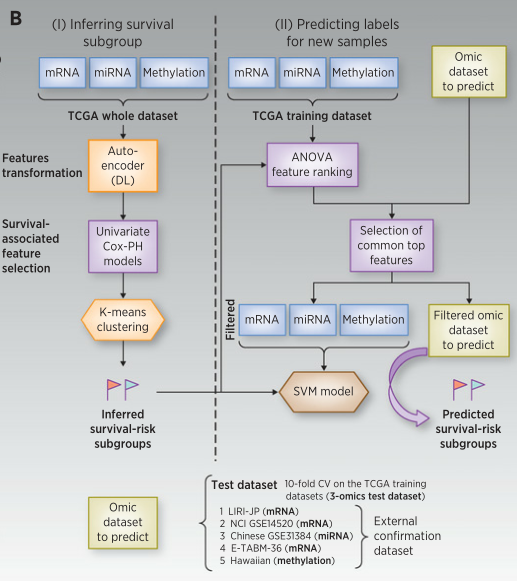 B
(I) Inferring survival
subgroup
mRNA
miRNA
Methylation
TCGA whole dataset
Features
transformation
Auto-
encoder
(DL)
Survival-
associated
feature
selection
Univariate
Cox-PH
models
K-means
clustering
Inferred
survival-risk
subgroups
(II) Predicting labels
for new samples
mRNA
miRNA
Methylation
TCGA training dataset
Omic
dataset
to predict
ANOVA
feature ranking
Selection of
common top
features
Filtered
mRNA
miRNA
Methylation
Filtered omic
dataset
to predict
SVM model
Predicted
survival-risk
subgroups
Omic
dataset
to predict
Test dataset 10-fold CV on the TCGA training
datasets (3-omics test dataset)
1 LIRI-JP (mRNA)
2 NCI GSE14520 (mRNA)
3 Chinese GSE31384 (miRNA)
4 E-TABM-36 (mRNA)
5 Hawaiian (methylation)
External
confirmation
dataset